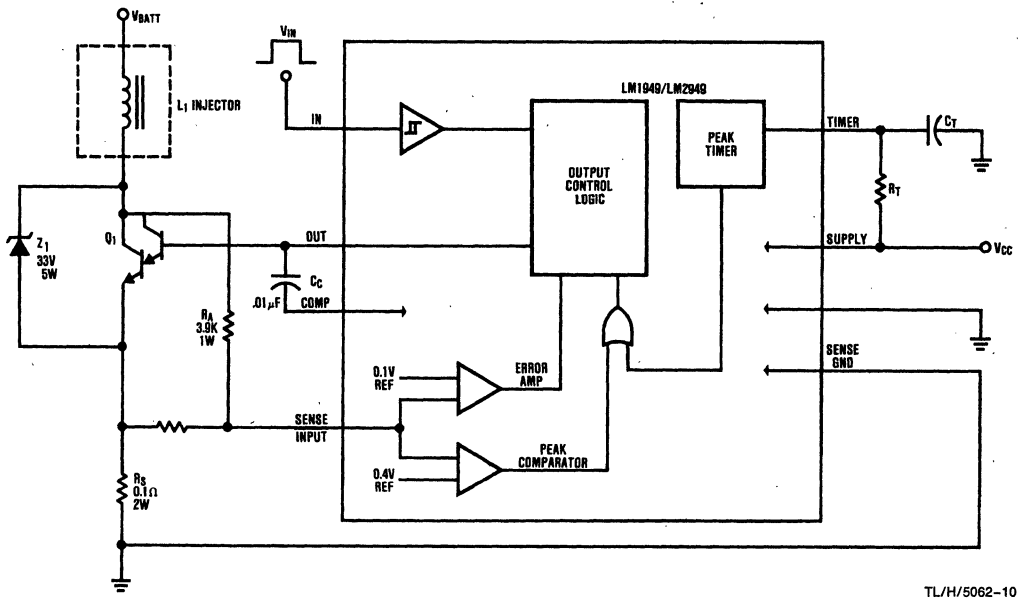 VBATT
VIN
L1 INJECTOR
LM1949/LM2949
IN
OUTPUT
CONTROL
LOGIC
PEAK
TIMER
TIMER
CT
RT
Q1
OUT
SUPPLY
VCC
Z1
33V
5W
CC
.01µF
COMP
RA
3.9K
1W
0.1V
REF
ERROR
AMP
SENSE
GND
SENSE
INPUT
PEAK
COMPARATOR
0.4V
REF
RS
0.1Ω
2W
TL/H/5062-10